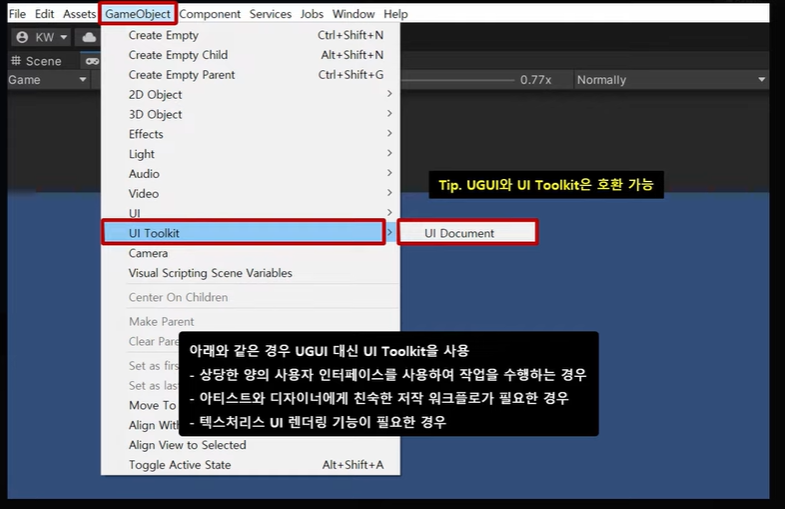 File Edit Assets GameObject Component Services Jobs Window Help
KW
Scene
Game 0.77x Normally
Create Empty Ctrl+Shift+N
Create Empty Child Alt+Shift+N
Create Empty Parent Ctrl+Shift+G
2D Object
3D Object
Effects
Light
Audio
Video
Tip. UGUI와 UI Toolkit은 호환 가능
UI
UI Toolkit
UI Document
Camera
Visual Scripting Scene Variables
Center On Children
Make Parent
Clear Pare
아래와 같은 경우 UGUI 대신 UI Toolkit을 사용
- 상당한 양의 사용자 인터페이스를 사용하여 작업을 수행하는 경우
- 아티스트와 디자이너에게 친숙한 저작 워크플로가 필요한 경우
- 텍스처리스 UI 렌더링 기능이 필요한 경우
Set as firs
Set as last
Move To
Align With
Align View to Selected
Toggle Active State Alt+Shift+A